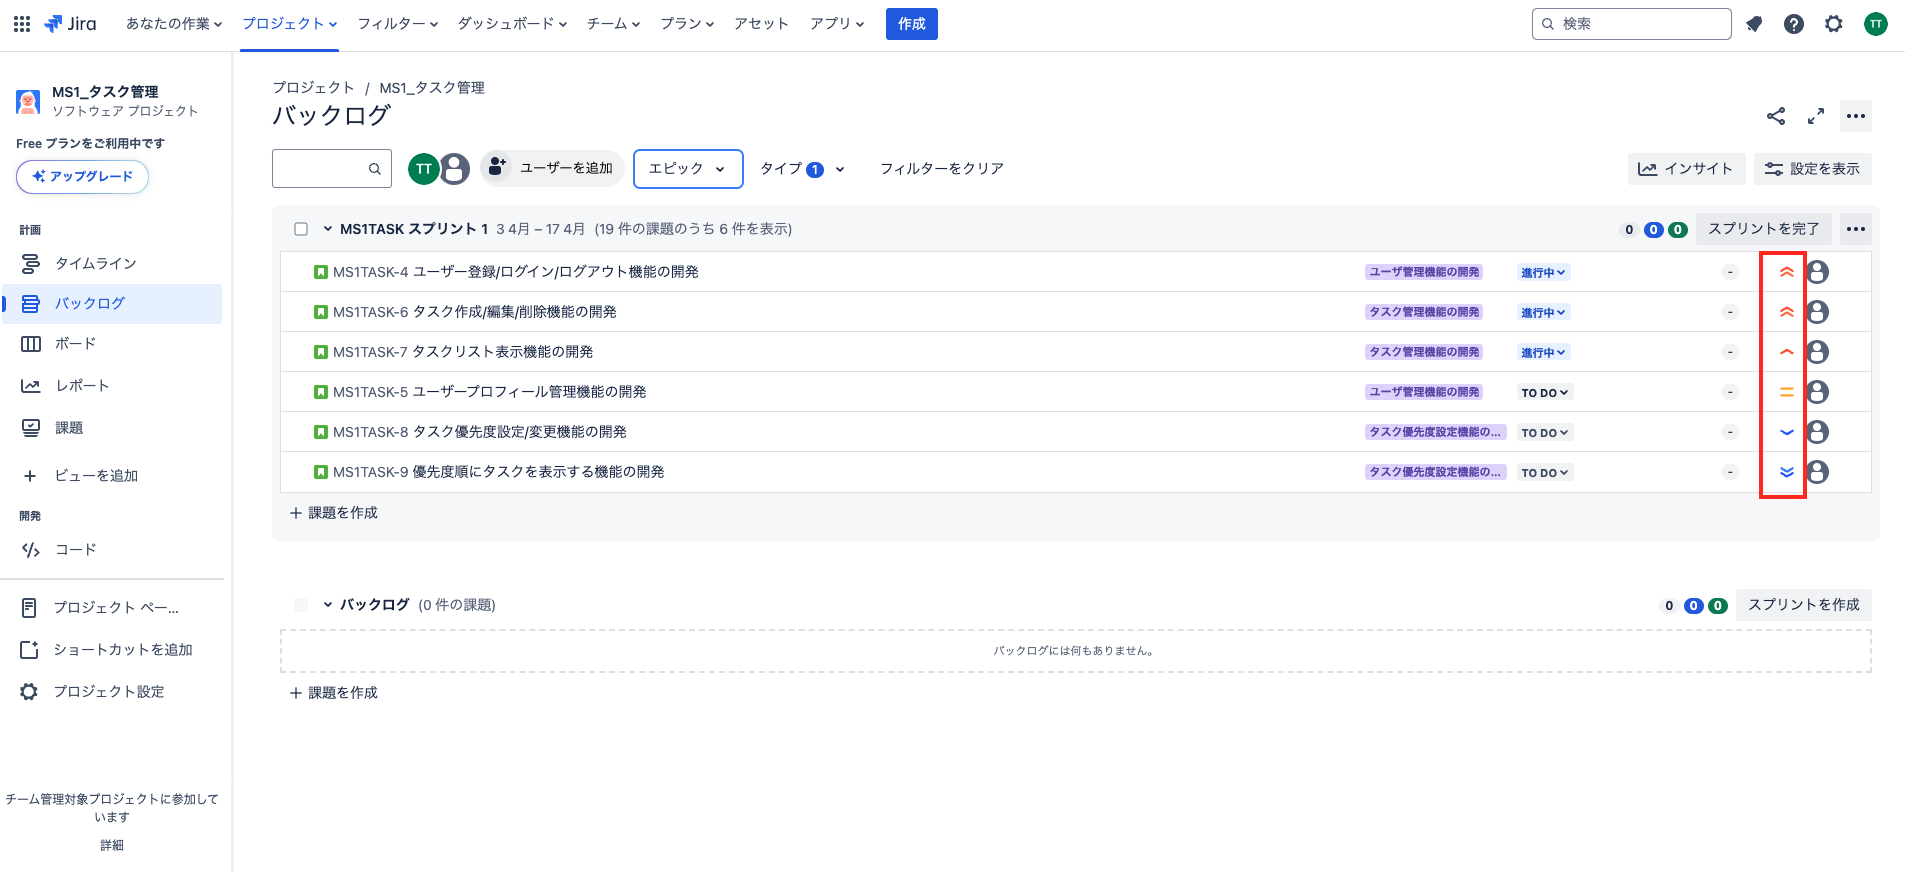 Jira あなたの作業 プロジェクト フィルター ダッシュボード チーム プラン アセット アプリ 作成 検索 TT
MS1_タスク管理
ソフトウェア プロジェクト
Free プランをご利用中です
アップグレード
計画
タイムライン
バックログ
ボード
レポート
課題
ビューを追加
開発
コード
プロジェクト ペー...
ショートカットを追加
プロジェクト設定
チーム管理対象プロジェクトに参加して
います
詳細
プロジェクト / MS1_タスク管理
バックログ
TT ユーザーを追加 エピック タイプ 1 フィルターをクリア インサイト 設定を表示
MS1TASK スプリント 1 3 4月 – 17 4月 (19 件の課題のうち 6 件を表示) 0 0 0 スプリントを完了
MS1TASK-4 ユーザー登録/ログイン/ログアウト機能の開発 ユーザ管理機能の開発 進行中 -
MS1TASK-6 タスク作成/編集/削除機能の開発 タスク管理機能の開発 進行中 -
MS1TASK-7 タスクリスト表示機能の開発 タスク管理機能の開発 進行中 -
MS1TASK-5 ユーザープロフィール管理機能の開発 ユーザ管理機能の開発 TO DO -
MS1TASK-8 タスク優先度設定/変更機能の開発 タスク優先度設定機能の... TO DO -
MS1TASK-9 優先度順にタスクを表示する機能の開発 タスク優先度設定機能の... TO DO -
+ 課題を作成
バックログ (0 件の課題) 0 0 0 スプリントを作成
バックログには何もありません。
+ 課題を作成